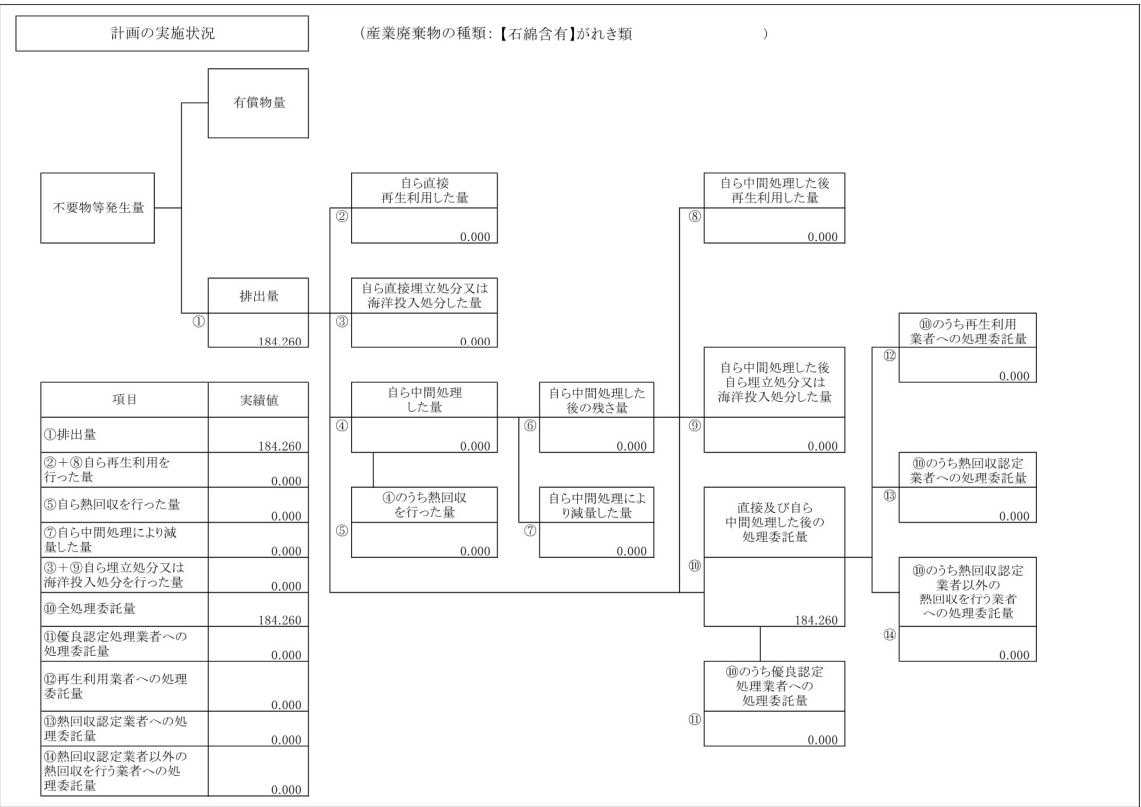 計画の実施状況
（産業廃棄物の種類：【石綿含有】がれき類　　　　　）
有償物量
不要物等発生量
排出量
①
184.260
自ら直接
再生利用した量
②
0.000
自ら直接埋立処分又は
海洋投入処分した量
③
0.000
自ら中間処理
した量
④
0.000
④のうち熱回収
を行った量
⑤
0.000
自ら中間処理した
後の残さ量
⑥
0.000
自ら中間処理によ
り減量した量
⑦
0.000
自ら中間処理した後
再生利用した量
⑧
0.000
自ら中間処理した後
自ら埋立処分又は
海洋投入処分した量
⑨
0.000
直接及び自ら
中間処理した後の
処理委託量
⑩
184.260
⑩のうち優良認定
処理業者への
処理委託量
⑪
0.000
⑩のうち再生利用
業者への処理委託量
⑫
0.000
⑩のうち熱回収認定
業者への処理委託量
⑬
0.000
⑩のうち熱回収認定
業者以外の
熱回収を行う業者
への処理委託量
⑭
0.000
項目 実績値
①排出量
184.260
②＋⑧自ら再生利用を
行った量
0.000
⑤自ら熱回収を行った量
0.000
⑦自ら中間処理により減
量した量
0.000
③＋⑨自ら埋立処分又は
海洋投入処分を行った量
0.000
⑩全処理委託量
184.260
⑪優良認定処理業者への
処理委託量
0.000
⑫再生利用業者への処理
委託量
0.000
⑬熱回収認定業者への処
理委託量
0.000
⑭熱回収認定業者以外の
熱回収を行う業者への処
理委託量
0.000